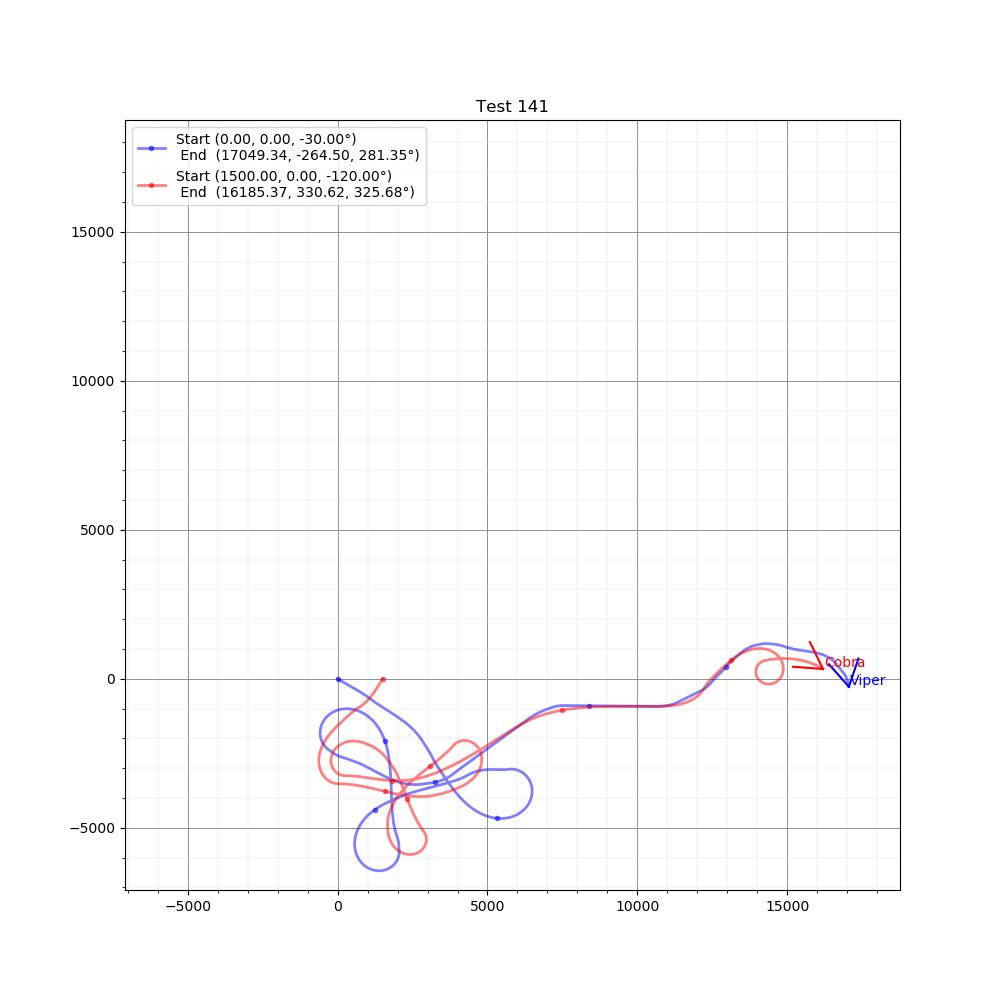 Test 141
Start (0.00, 0.00, -30.00°)
End  (17049.34, -264.50, 281.35°)
Start (1500.00, 0.00, -120.00°)
End  (16185.37, 330.62, 325.68°)
15000
10000
5000
0
−5000
Cobra
Viper
−5000
0
5000
10000
15000